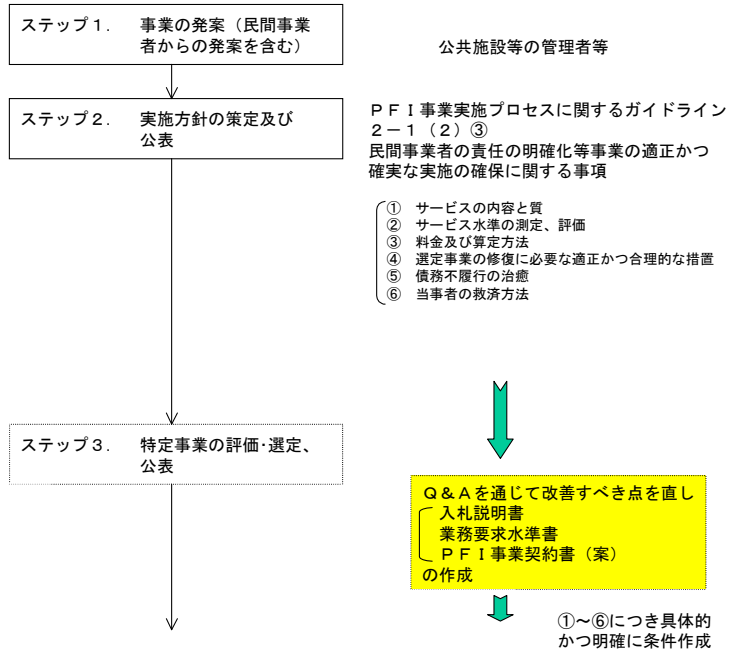 ステップ１． 事業の発案（民間事業
者からの発案を含む）
公共施設等の管理者等
ステップ２． 実施方針の策定及び
公表
ＰＦＩ事業実施プロセスに関するガイドライン
２－１（２）③
民間事業者の責任の明確化等事業の適正かつ
確実な実施の確保に関する事項
① サービスの内容と質
② サービス水準の測定、評価
③ 料金及び算定方法
④ 選定事業の修復に必要な適正かつ合理的な措置
⑤ 債務不履行の治癒
⑥ 当事者の救済方法
ステップ３． 特定事業の評価･選定、
公表
Ｑ＆Ａを通じて改善すべき点を直し
入札説明書
業務要求水準書
ＰＦＩ事業契約書（案）
の作成
①～⑥につき具体的
かつ明確に条件作成